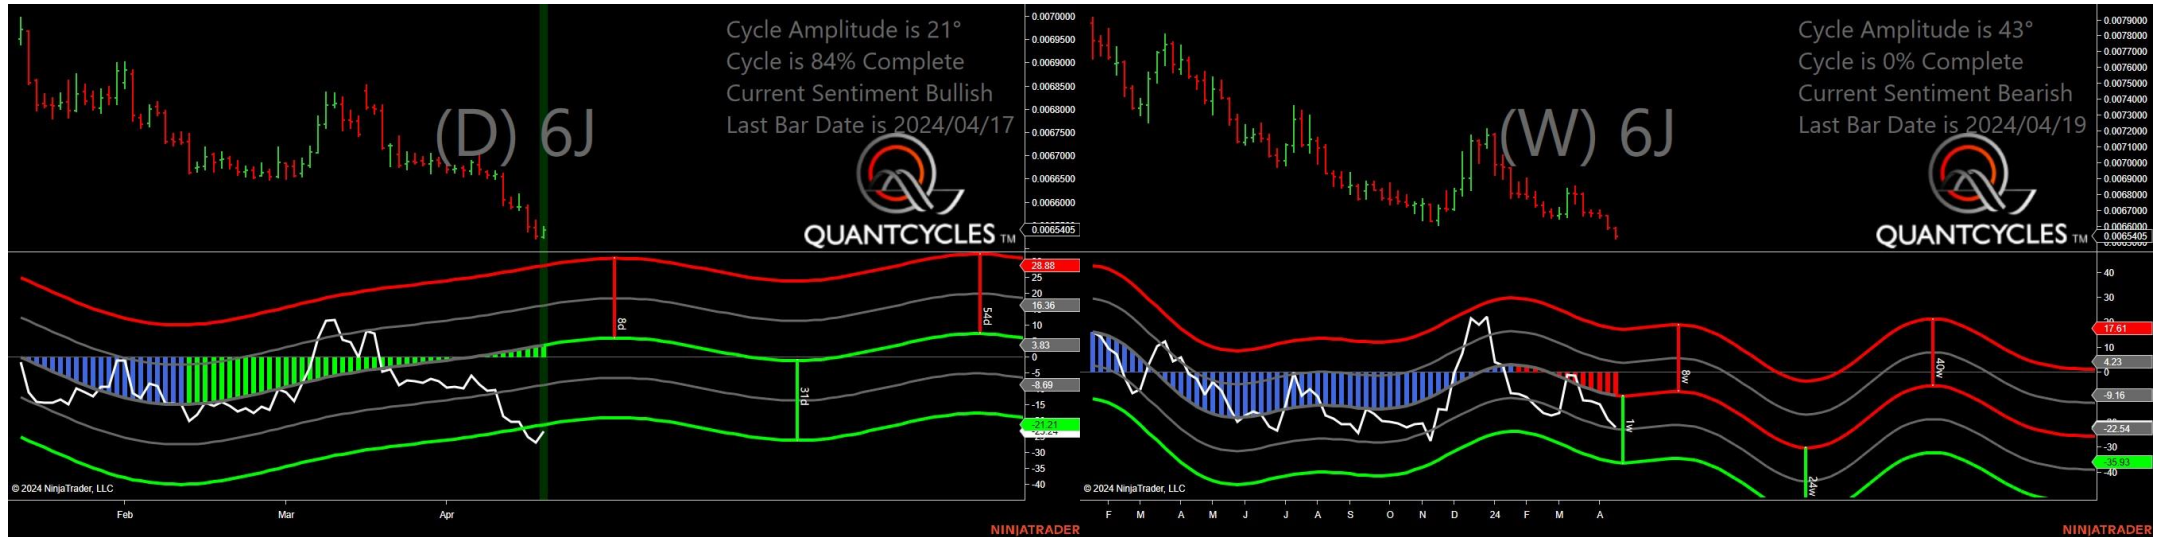 Cycle Amplitude is 21°
Cycle is 84% Complete
Current Sentiment Bullish
Last Bar Date is 2024/04/17
(D) 6J
QUANTCYCLES TM
0.0070000
0.0069500
0.0069000
0.0068500
0.0068000
0.0067500
0.0067000
0.0066500
0.0066000
0.0065405
28.88
25
20
16.36
10
3.83
0
-5
-8.69
-15
-21.21
-30
-35
-40
8d
31d
54d
© 2024 NinjaTrader, LLC
Feb Mar Apr
NINJATRADER
Cycle Amplitude is 43°
Cycle is 0% Complete
Current Sentiment Bearish
Last Bar Date is 2024/04/19
(W) 6J
QUANTCYCLES TM
0.0079000
0.0078000
0.0077000
0.0076000
0.0075000
0.0074000
0.0073000
0.0072000
0.0071000
0.0070000
0.0069000
0.0068000
0.0067000
0.0066000
0.0065405
40
30
17.61
10
4.23
0
-9.16
-22.54
-30
-35.93
-40
1w
8w
24w
40w
© 2024 NinjaTrader, LLC
F M A M J J A S O N D 24 F M A
NINJATRADER